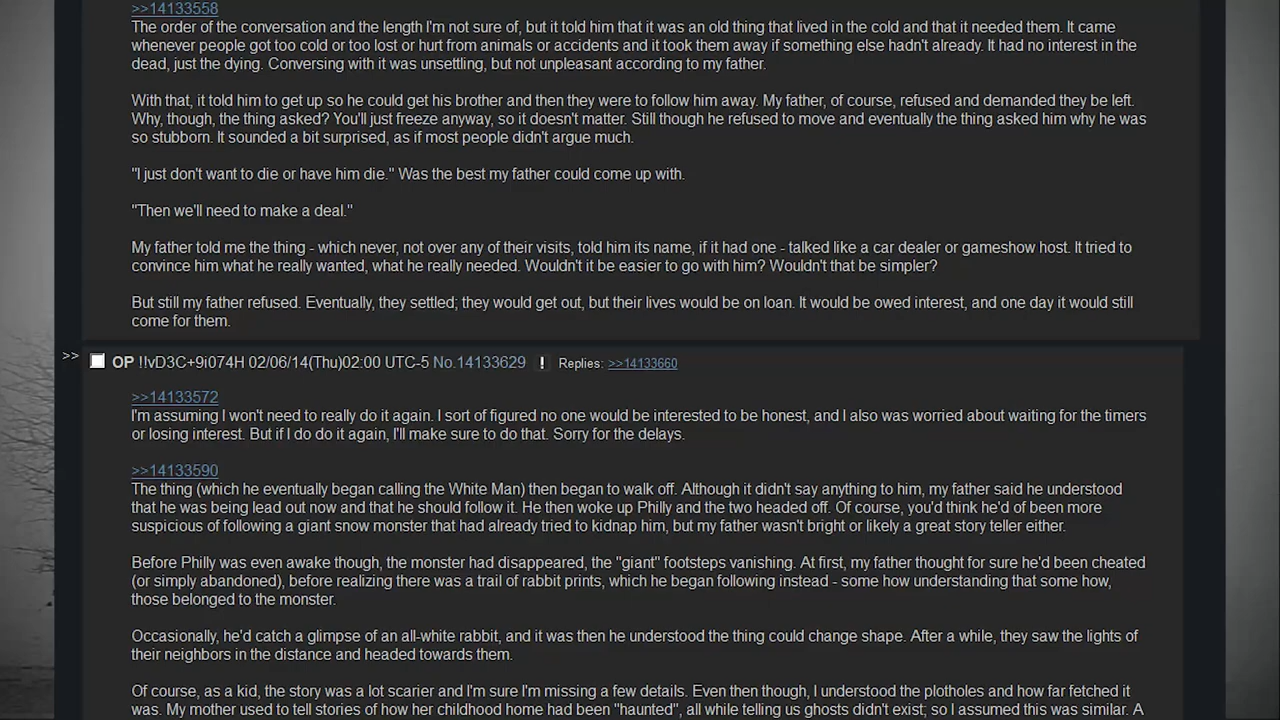 >>14133558
The order of the conversation and the length I'm not sure of, but it told him that it was an old thing that lived in the cold and that it needed them. It came
whenever people got too cold or too lost or hurt from animals or accidents and it took them away if something else hadn't already. It had no interest in the
dead, just the dying. Conversing with it was unsettling, but not unpleasant according to my father.
With that, it told him to get up so he could get his brother and then they were to follow him away. My father, of course, refused and demanded they be left.
Why, though, the thing asked? You'll just freeze anyway, so it doesn't matter. Still though he refused to move and eventually the thing asked him why he was
so stubborn. It sounded a bit surprised, as if most people didn't argue much.
"I just don't want to die or have him die." Was the best my father could come up with.
"Then we'll need to make a deal."
My father told me the thing - which never, not over any of their visits, told him its name, if it had one - talked like a car dealer or gameshow host. It tried to
convince him what he really wanted, what he really needed. Wouldn't it be easier to go with him? Wouldn't that be simpler?
But still my father refused. Eventually, they settled; they would get out, but their lives would be on loan. It would be owed interest, and one day it would still
come for them.
>> OP !!vD3C+9i074H 02/06/14(Thu)02:00 UTC-5 No.14133629 ! Replies: >>14133660
>>14133572
I'm assuming I won't need to really do it again. I sort of figured no one would be interested to be honest, and I also was worried about waiting for the timers
or losing interest. But if I do do it again, I'll make sure to do that. Sorry for the delays.
>>14133590
The thing (which he eventually began calling the White Man) then began to walk off. Although it didn't say anything to him, my father said he understood
that he was being lead out now and that he should follow it. He then woke up Philly and the two headed off. Of course, you'd think he'd of been more
suspicious of following a giant snow monster that had already tried to kidnap him, but my father wasn't bright or likely a great story teller either.
Before Philly was even awake though, the monster had disappeared, the "giant" footsteps vanishing. At first, my father thought for sure he'd been cheated
(or simply abandoned), before realizing there was a trail of rabbit prints, which he began following instead - some how understanding that some how,
those belonged to the monster.
Occasionally, he'd catch a glimpse of an all-white rabbit, and it was then he understood the thing could change shape. After a while, they saw the lights of
their neighbors in the distance and headed towards them.
Of course, as a kid, the story was a lot scarier and I'm sure I'm missing a few details. Even then though, I understood the plotholes and how far fetched it
was. My mother used to tell stories of how her childhood home had been "haunted", all while telling us ghosts didn't exist; so I assumed this was similar. A